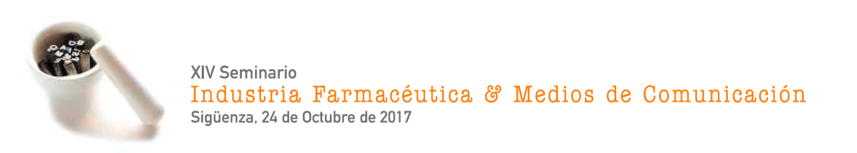 XIV Seminario
Industria Farmacéutica & Medios de Comunicación
Sigüenza, 24 de Octubre de 2017